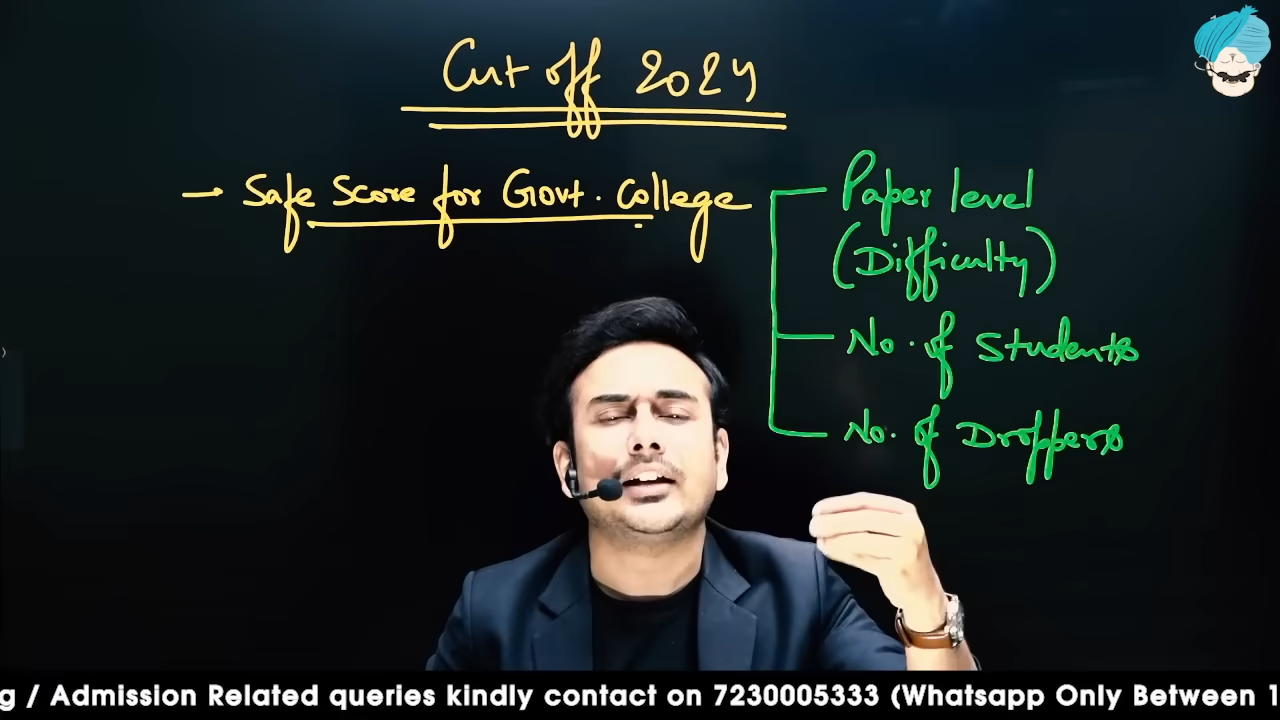 Cut off 2024
→ Safe Score for Govt. College
Paper level
(Difficulty)
No. of Students
No. of Droppers
g / Admission Related queries kindly contact on 7230005333 (Whatsapp Only Between 1